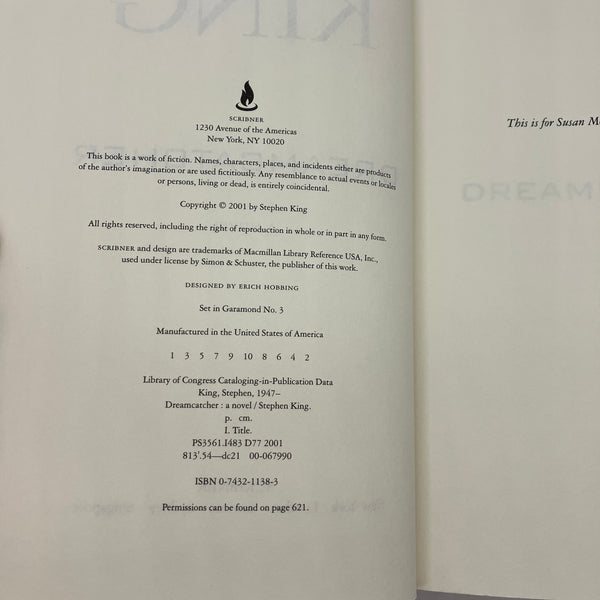 SCRIBNER
1230 Avenue of the Americas
New York, NY 10020
This book is a work of fiction. Names, characters, places, and incidents either are products
of the author's imagination or are used fictitiously. Any resemblance to actual events or locales
or persons, living or dead, is entirely coincidental.
Copyright © 2001 by Stephen King
All rights reserved, including the right of reproduction in whole or in part in any form.
SCRIBNER and design are trademarks of Macmillan Library Reference USA, Inc.,
used under license by Simon & Schuster, the publisher of this work.
DESIGNED BY ERICH HOBBING
Set in Garamond No. 3
Manufactured in the United States of America
1 3 5 7 9 10 8 6 4 2
Library of Congress Cataloging-in-Publication Data
King, Stephen, 1947–
Dreamcatcher : a novel / Stephen King.
p. cm.
I. Title.
PS3561.I483 D77 2001
813'.54—dc21 00-067990
ISBN 0-7432-1138-3
Permissions can be found on page 621.
This is for Susan M
DREAM
KING